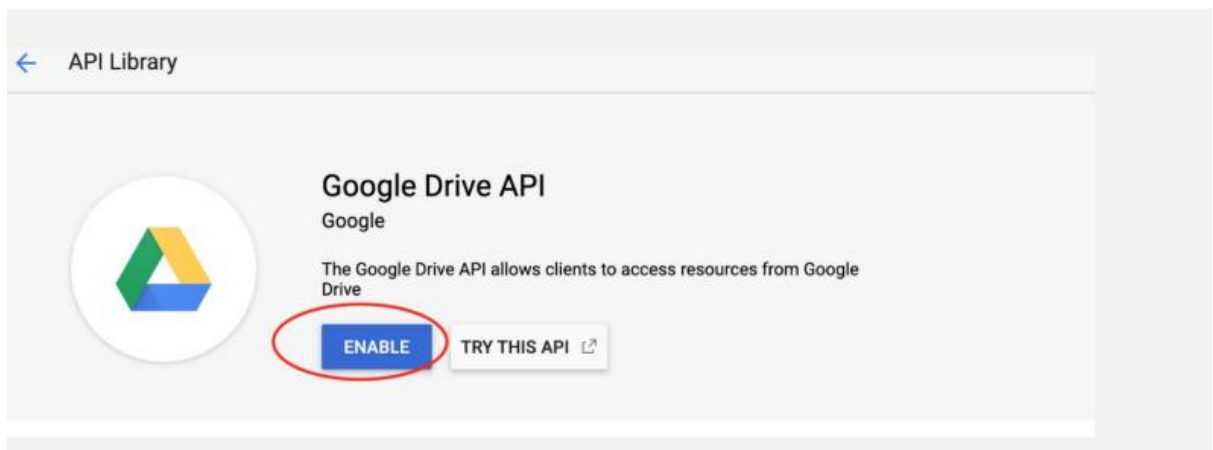 API Library
Google Drive API
Google
The Google Drive API allows clients to access resources from Google
Drive
ENABLE
TRY THIS API